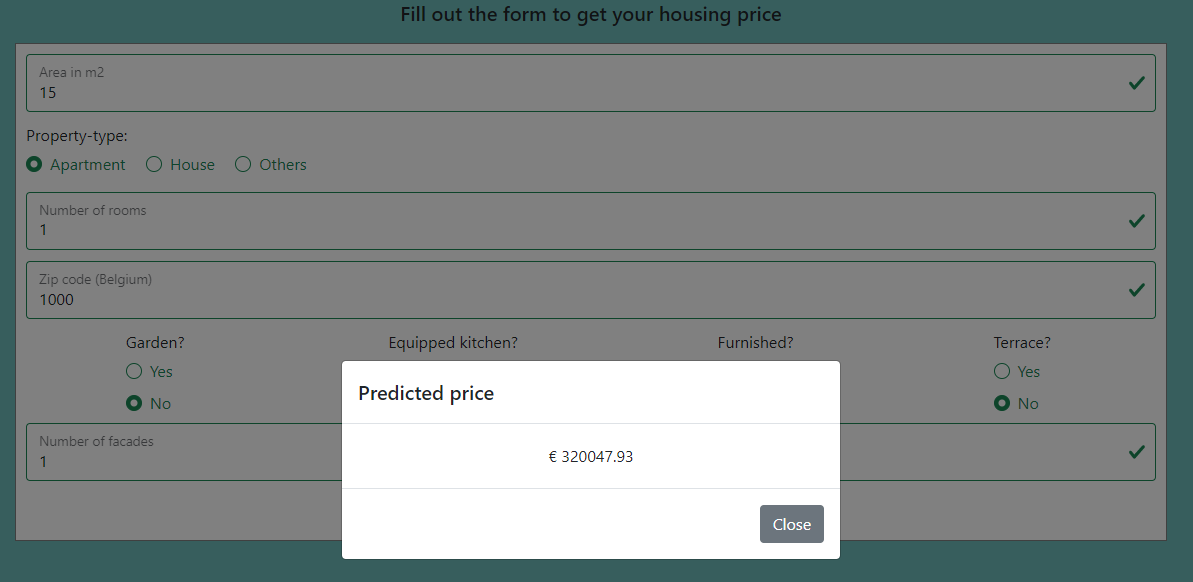 Fill out the form to get your housing price
Area in m2
15
Property-type:
Apartment House Others
Number of rooms
1
Zip code (Belgium)
1000
Garden? Equipped kitchen? Furnished? Terrace?
Yes Yes
No No
Predicted price
€ 320047.93
Number of facades
1
Close